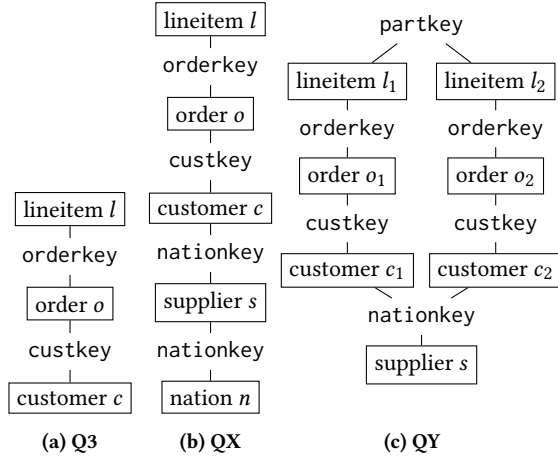 lineitem l
orderkey
order o
custkey
customer c
(a) Q3
lineitem l
orderkey
order o
custkey
customer c
nationkey
supplier s
nationkey
nation n
(b) QX
partkey
lineitem l₁ lineitem l₂
orderkey orderkey
order o₁ order o₂
custkey custkey
customer c₁ customer c₂
nationkey
supplier s
(c) QY